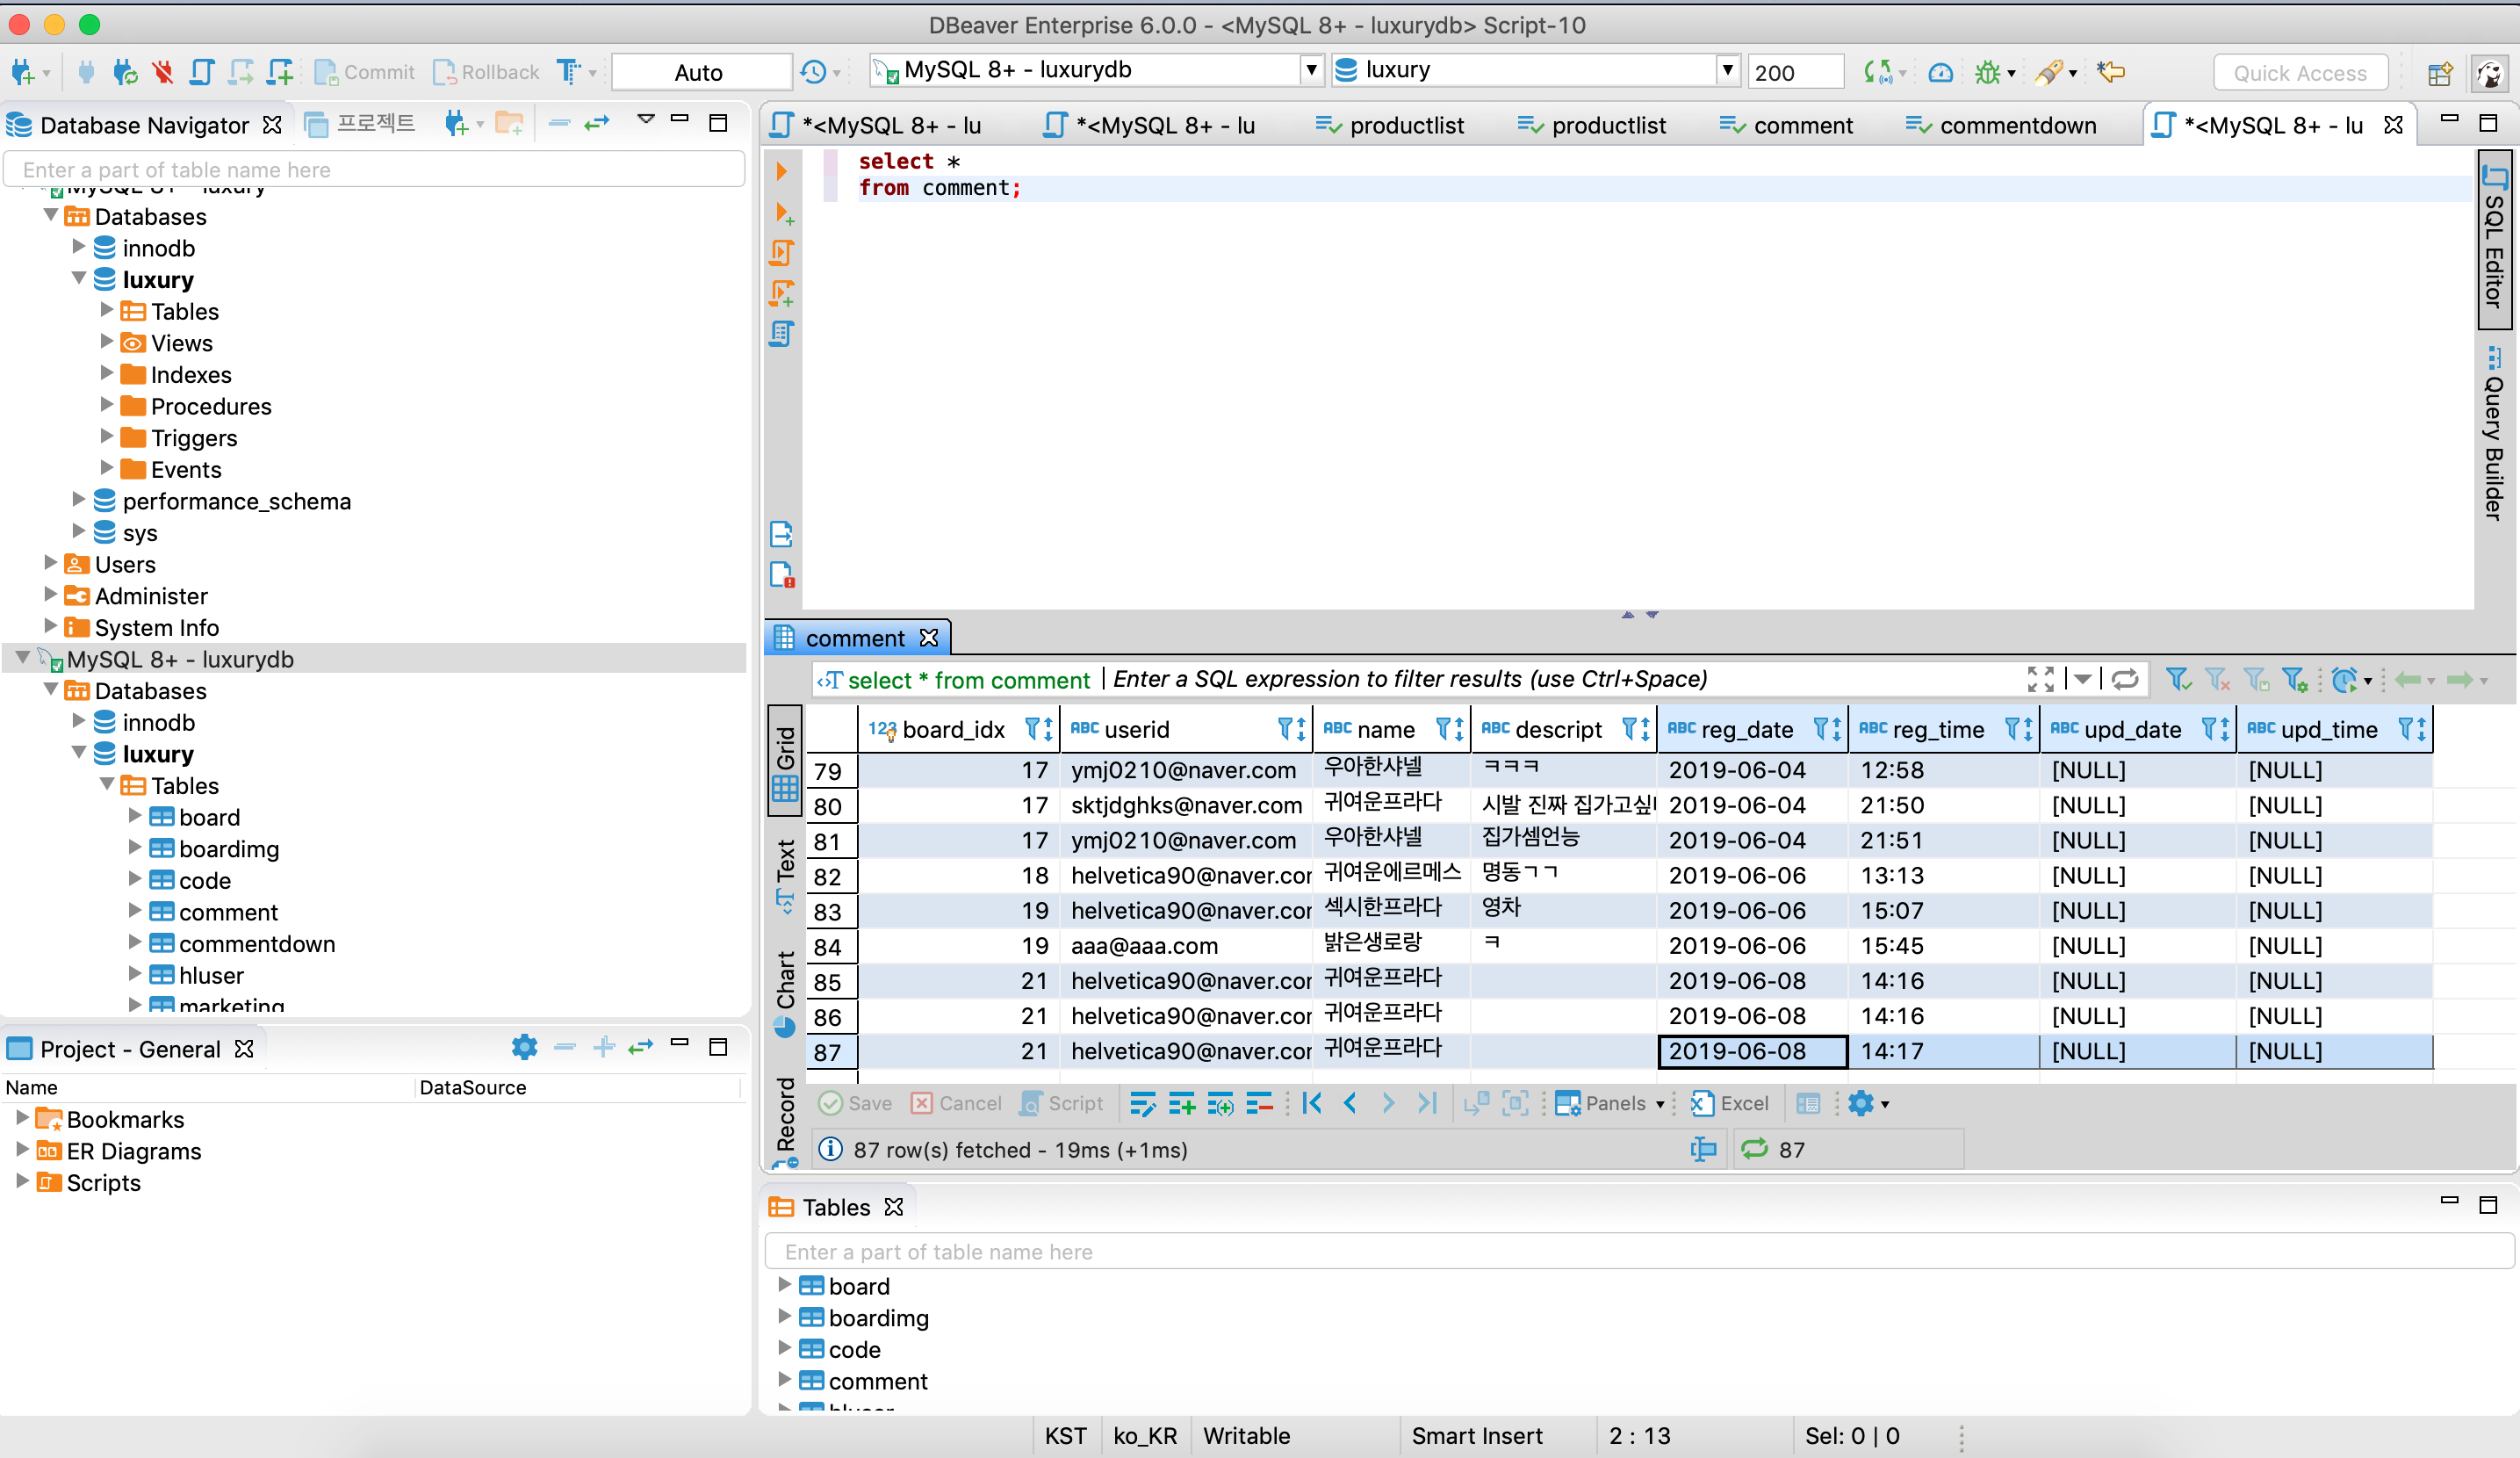 DBeaver Enterprise 6.0.0 - <MySQL 8+ - luxurydb> Script-10
Commit Rollback Auto MySQL 8+ - luxurydb luxury 200 Quick Access
Database Navigator 프로젝트
Enter a part of table name here
MySQL 8+ - luxury
Databases
innodb
luxury
Tables
Views
Indexes
Procedures
Triggers
Events
performance_schema
sys
Users
Administer
System Info
MySQL 8+ - luxurydb
Databases
innodb
luxury
Tables
board
boardimg
code
comment
commentdown
hluser
marketing
Project - General
Name DataSource
Bookmarks
ER Diagrams
Scripts
*<MySQL 8+ - lu *<MySQL 8+ - lu productlist productlist comment commentdown *<MySQL 8+ - lu
select *
from comment;
SQL Editor
Query Builder
comment
select * from comment Enter a SQL expression to filter results (use Ctrl+Space)
Grid
Text
Chart
Record
123 board_idx ABC userid ABC name ABC descript ABC reg_date ABC reg_time ABC upd_date ABC upd_time
79 17 ymj0210@naver.com 우아한샤넬 ㅋㅋㅋ 2019-06-04 12:58 [NULL] [NULL]
80 17 sktjdghks@naver.com 귀여운프라다 시발 진짜 집가고싶 2019-06-04 21:50 [NULL] [NULL]
81 17 ymj0210@naver.com 우아한샤넬 집가셈언능 2019-06-04 21:51 [NULL] [NULL]
82 18 helvetica90@naver.cor 귀여운에르메스 명동ㄱㄱ 2019-06-06 13:13 [NULL] [NULL]
83 19 helvetica90@naver.cor 섹시한프라다 영차 2019-06-06 15:07 [NULL] [NULL]
84 19 aaa@aaa.com 밝은생로랑 ㅋ 2019-06-06 15:45 [NULL] [NULL]
85 21 helvetica90@naver.cor 귀여운프라다 2019-06-08 14:16 [NULL] [NULL]
86 21 helvetica90@naver.cor 귀여운프라다 2019-06-08 14:16 [NULL] [NULL]
87 21 helvetica90@naver.cor 귀여운프라다 2019-06-08 14:17 [NULL] [NULL]
Save Cancel Script Panels Excel
87 row(s) fetched - 19ms (+1ms) 87
Tables
Enter a part of table name here
board
boardimg
code
comment
hluser
KST ko_KR Writable Smart Insert 2 : 13 Sel: 0 | 0